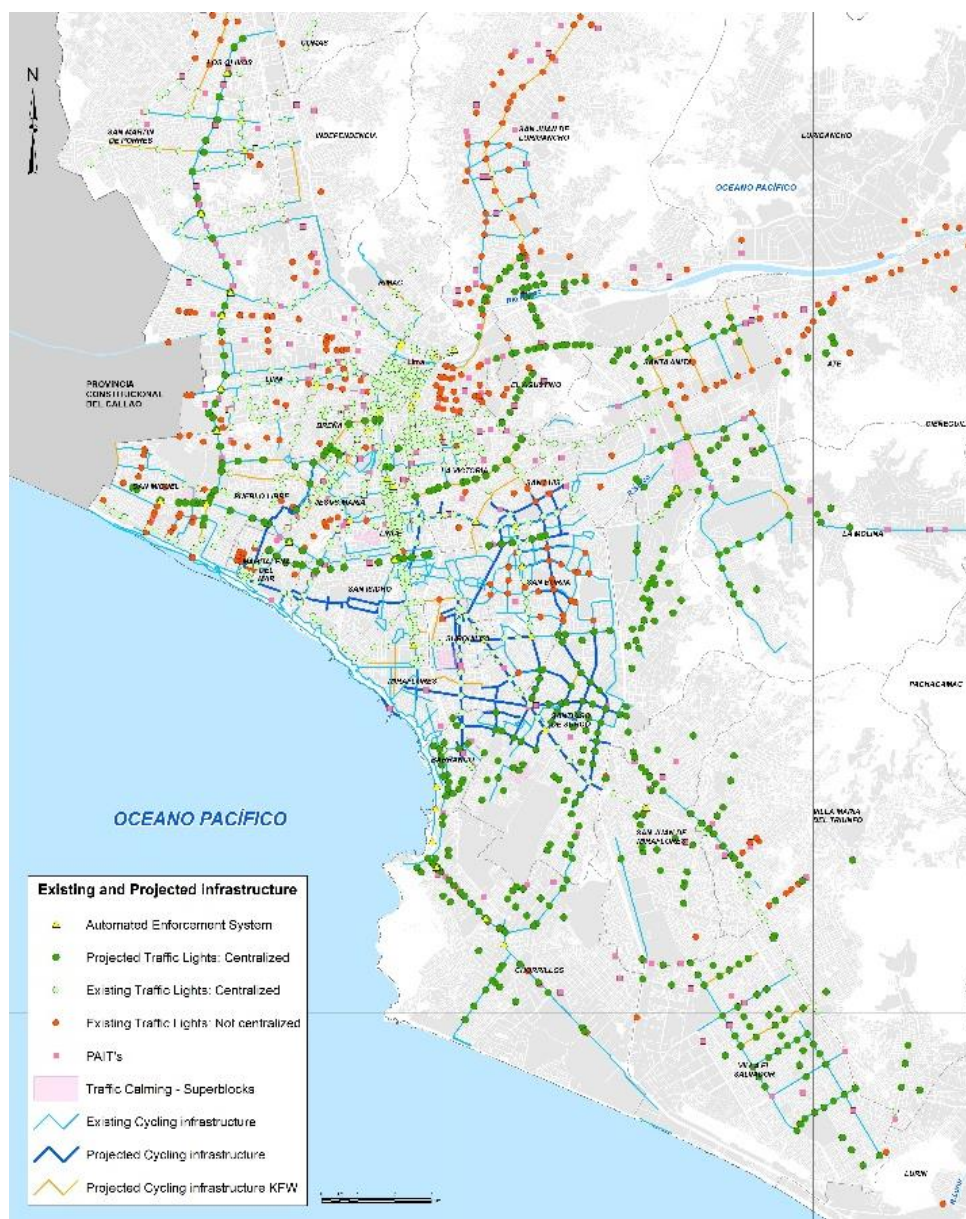 COMAS
LOS OLIVOS
N
SAN MARTIN
DE PORRES
INDEPENDENCIA
SAN JUAN DE
LURIGANCHO
LURIGANCHO
OCEANO PACÍFICO
RIMAC
Lima
SANTA ANITA
ATE
EL AGUSTINO
LIMA
PROVINCIA
CONSTITUCIONAL
DEL CALLAO
BREÑA
LA VICTORIA
SAN LUIS
SAN MIGUEL
PUEBLO LIBRE
JESUS MARIA
LINCE
LA MOLINA
MAGDALENA
DEL
MAR
SAN ISIDRO
SAN BORJA
SURQUILLO
MIRAFLORES
PACHACAMAC
SANTIAGO
DE SURCO
BARRANCO
OCEANO PACÍFICO
SAN JUAN DE
MIRAFLORES
VILLA MARIA
DEL TRIUNFO
CHORRILLOS
VILLA EL
SALVADOR
LURIN
Existing and Projected infrastructure
Automated Enforcement System
Projected Traffic Lights: Centralized
Existing Traffic Lights: Centralized
Existing Traffic Lights: Not centralized
PAIT's
Traffic Calming - Superblocks
Existing Cycling infrastructure
Projected Cycling infrastructure
Projected Cycling infrastructure KFW